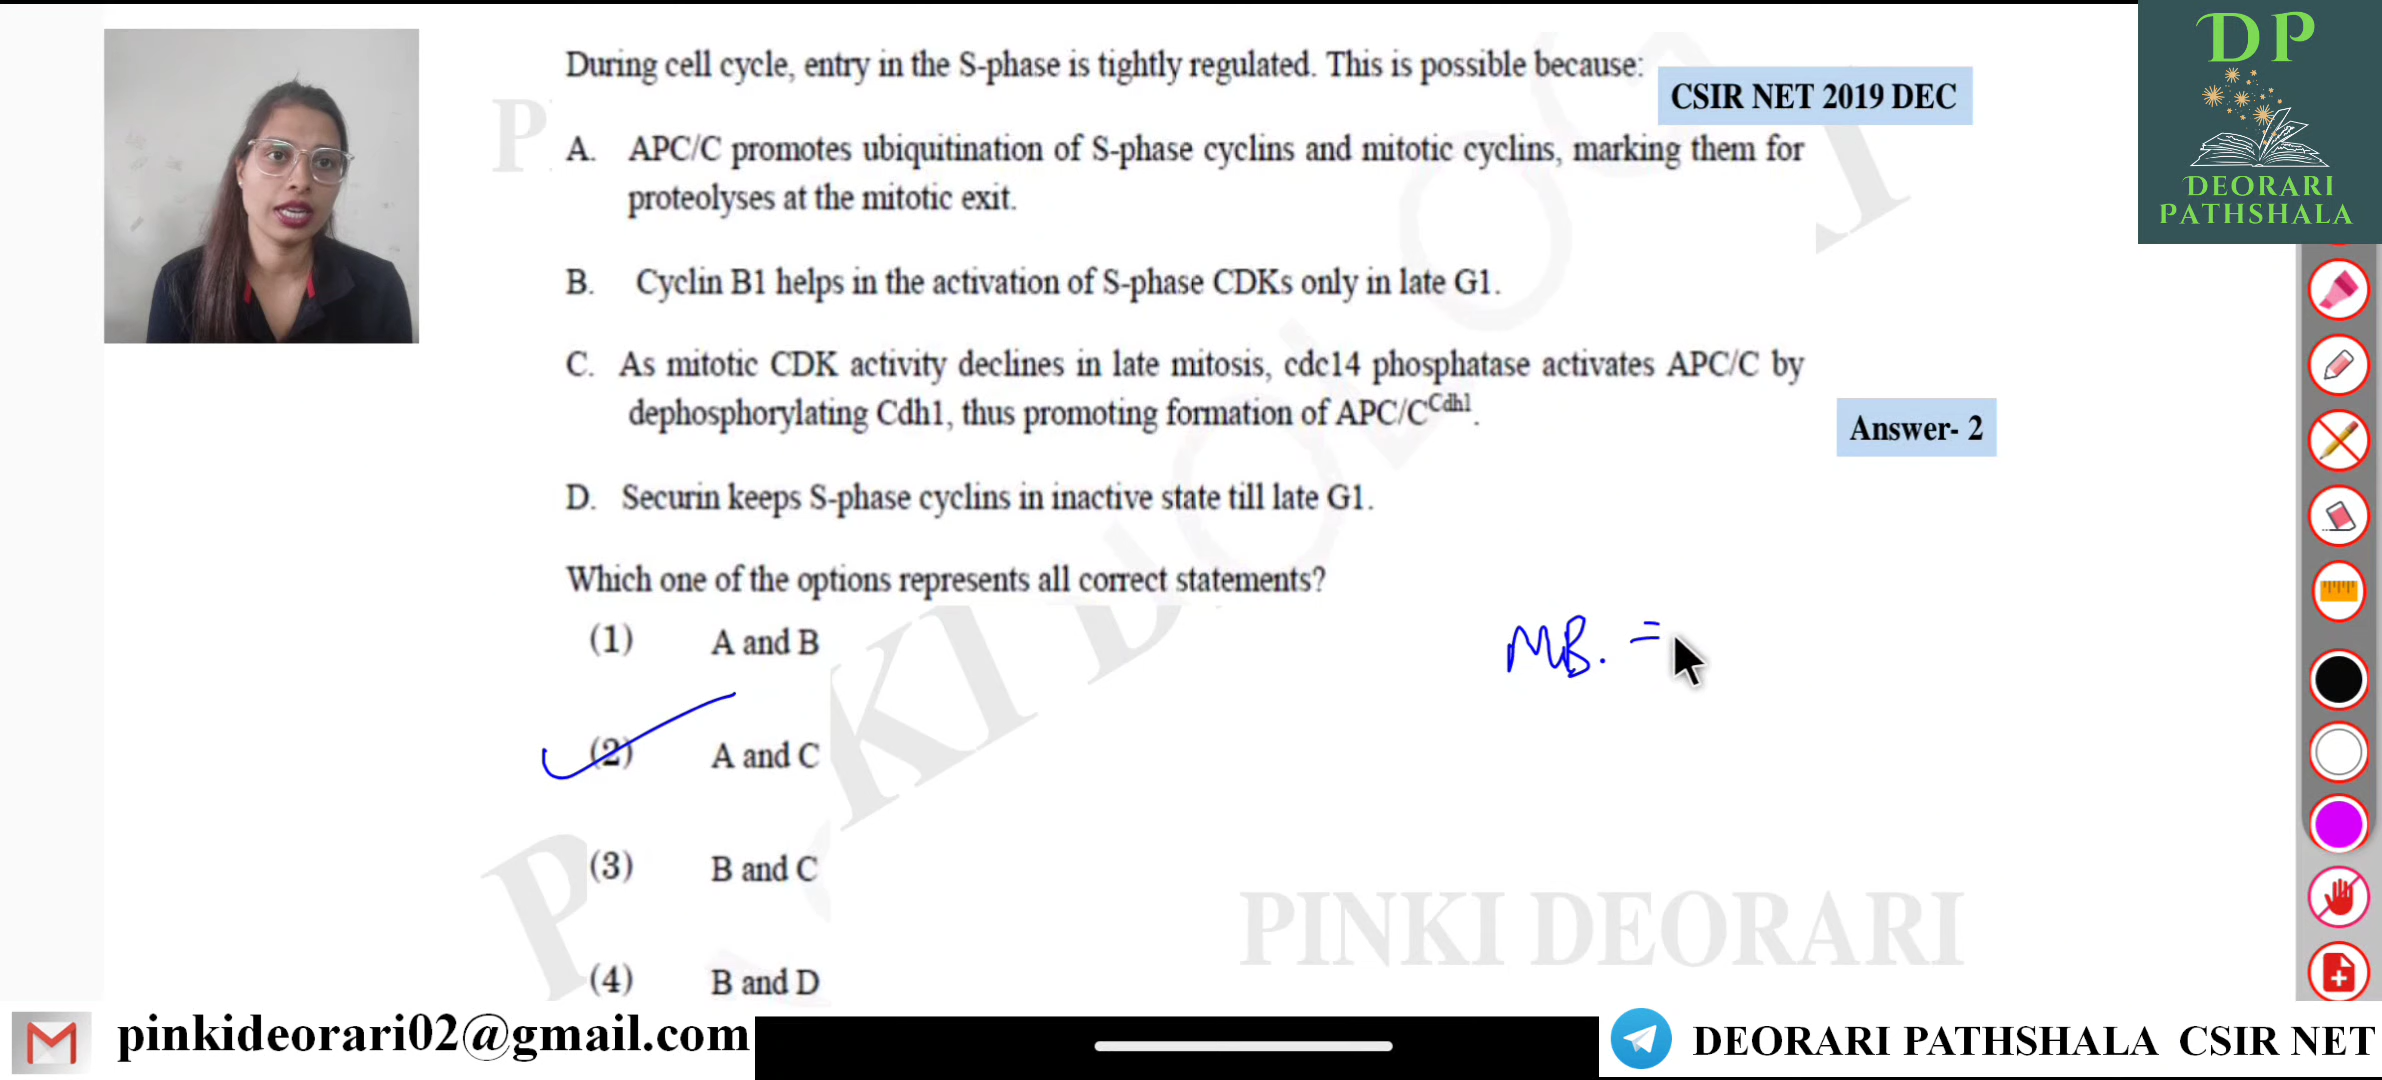 During cell cycle, entry in the S-phase is tightly regulated. This is possible because:
CSIR NET 2019 DEC
A. APC/C promotes ubiquitination of S-phase cyclins and mitotic cyclins, marking them for
proteolyses at the mitotic exit.
B. Cyclin B1 helps in the activation of S-phase CDKs only in late G1.
C. As mitotic CDK activity declines in late mitosis, cdc14 phosphatase activates APC/C by
dephosphorylating Cdh1, thus promoting formation of APC/C^Cdh1.
Answer- 2
D. Securin keeps S-phase cyclins in inactive state till late G1.
Which one of the options represents all correct statements?
(1) A and B
(2) A and C
(3) B and C
(4) B and D
MB. =
PINKI DEORARI
DP
DEORARI
PATHSHALA
pinkideorari02@gmail.com
DEORARI PATHSHALA CSIR NET